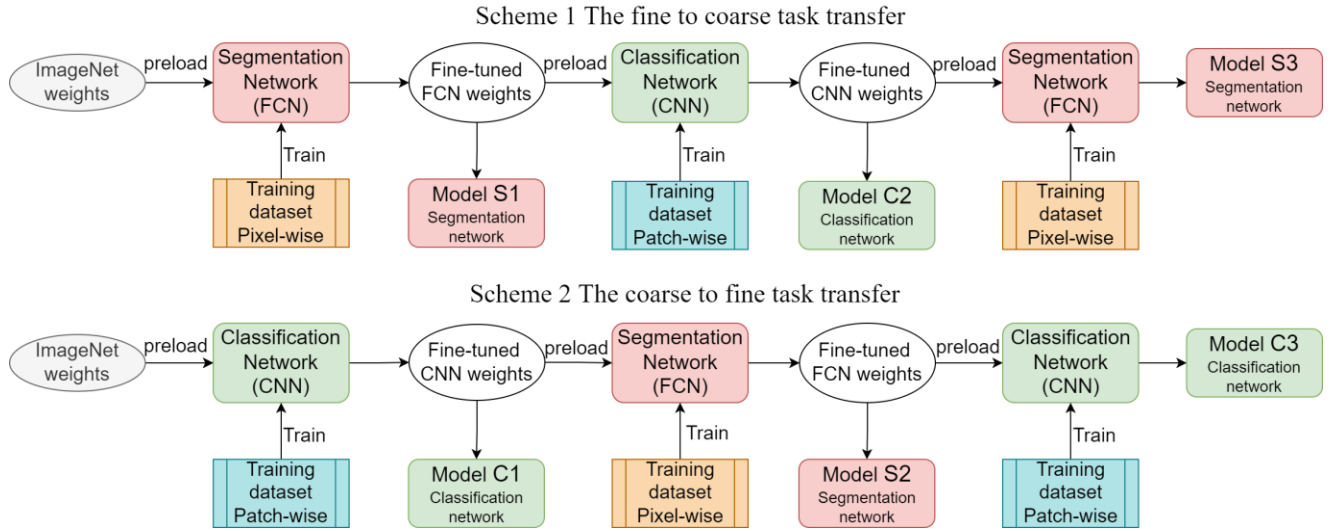 Scheme 1 The fine to coarse task transfer
ImageNet
weights
preload
Segmentation
Network
(FCN)
Fine-tuned
FCN weights
preload
Classification
Network
(CNN)
Fine-tuned
CNN weights
preload
Segmentation
Network
(FCN)
Model S3
Segmentation
network
Train
Train
Train
Training
dataset
Pixel-wise
Model S1
Segmentation
network
Training
dataset
Patch-wise
Model C2
Classification
network
Training
dataset
Pixel-wise
Scheme 2 The coarse to fine task transfer
ImageNet
weights
preload
Classification
Network
(CNN)
Fine-tuned
CNN weights
preload
Segmentation
Network
(FCN)
Fine-tuned
FCN weights
preload
Classification
Network
(CNN)
Model C3
Classification
network
Train
Train
Train
Training
dataset
Patch-wise
Model C1
Classification
network
Training
dataset
Pixel-wise
Model S2
Segmentation
network
Training
dataset
Patch-wise